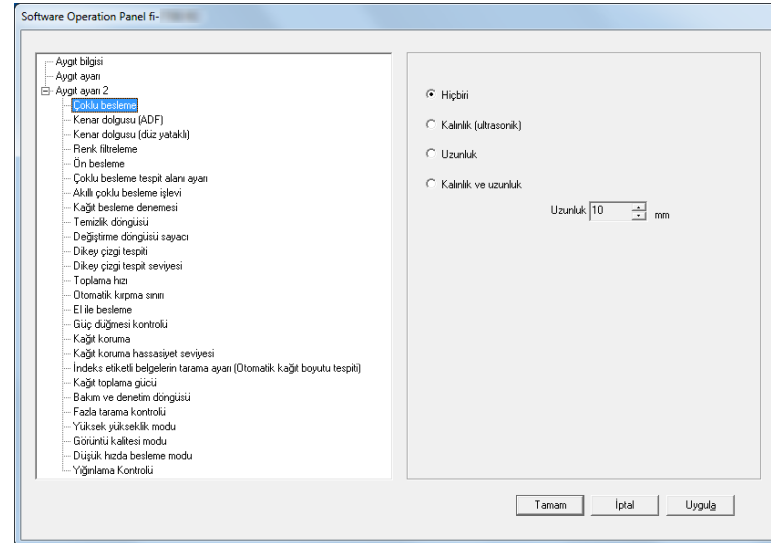 Software Operation Panel fi-
Aygıt bilgisi
Aygıt ayarı
Aygıt ayarı 2
Çoklu besleme
Kenar dolgusu (ADF)
Kenar dolgusu (düz yataklı)
Renk filtreleme
Ön besleme
Çoklu besleme tespit alanı ayarı
Akıllı çoklu besleme işlevi
Kağıt besleme denemesi
Temizlik döngüsü
Değiştirme döngüsü sayacı
Dikey çizgi tespiti
Dikey çizgi tespit seviyesi
Toplama hızı
Otomatik kırpma sınırı
El ile besleme
Güç düğmesi kontrolü
Kağıt koruma
Kağıt koruma hassasiyet seviyesi
İndeks etiketli belgelerin tarama ayarı (Otomatik kağıt boyutu tespiti)
Kağıt toplama gücü
Bakım ve denetim döngüsü
Fazla tarama kontrolü
Yüksek yükseklik modu
Görüntü kalitesi modu
Düşük hızda besleme modu
Yığınlama Kontrolü
Hiçbiri
Kalınlık (ultrasonik)
Uzunluk
Kalınlık ve uzunluk
Uzunluk 10 mm
Tamam İptal Uygula